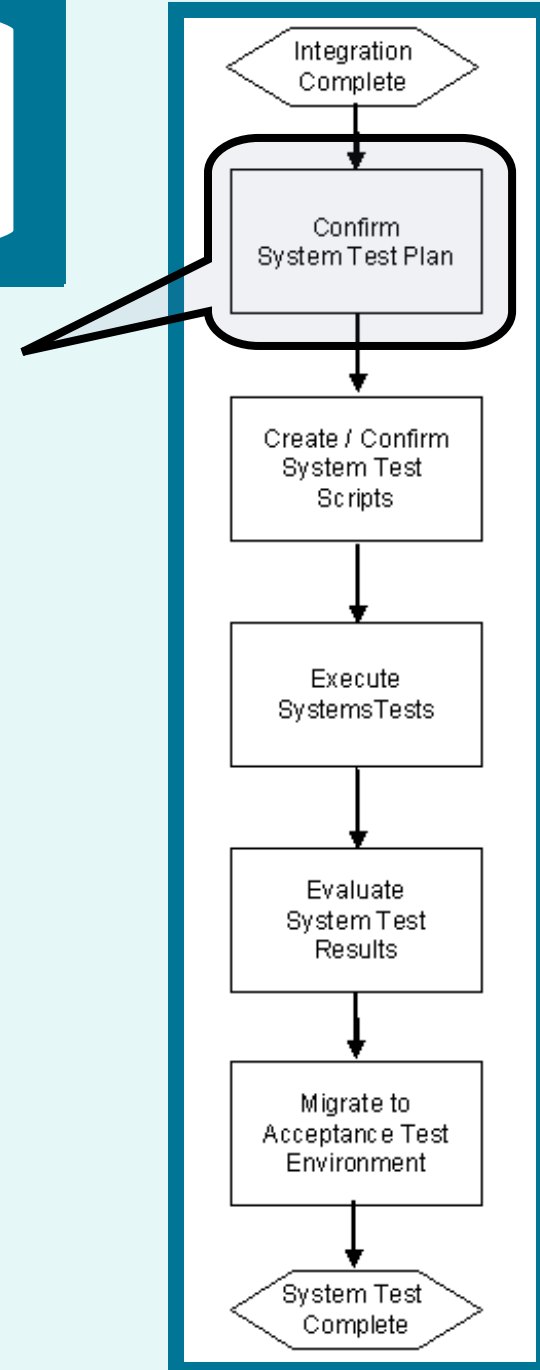 Integration
Complete
Confirm
System Test Plan
Create / Confirm
System Test
Scripts
Execute
SystemsTests
Evaluate
System Test
Results
Migrate to
Acceptance Test
Environment
System Test
Complete